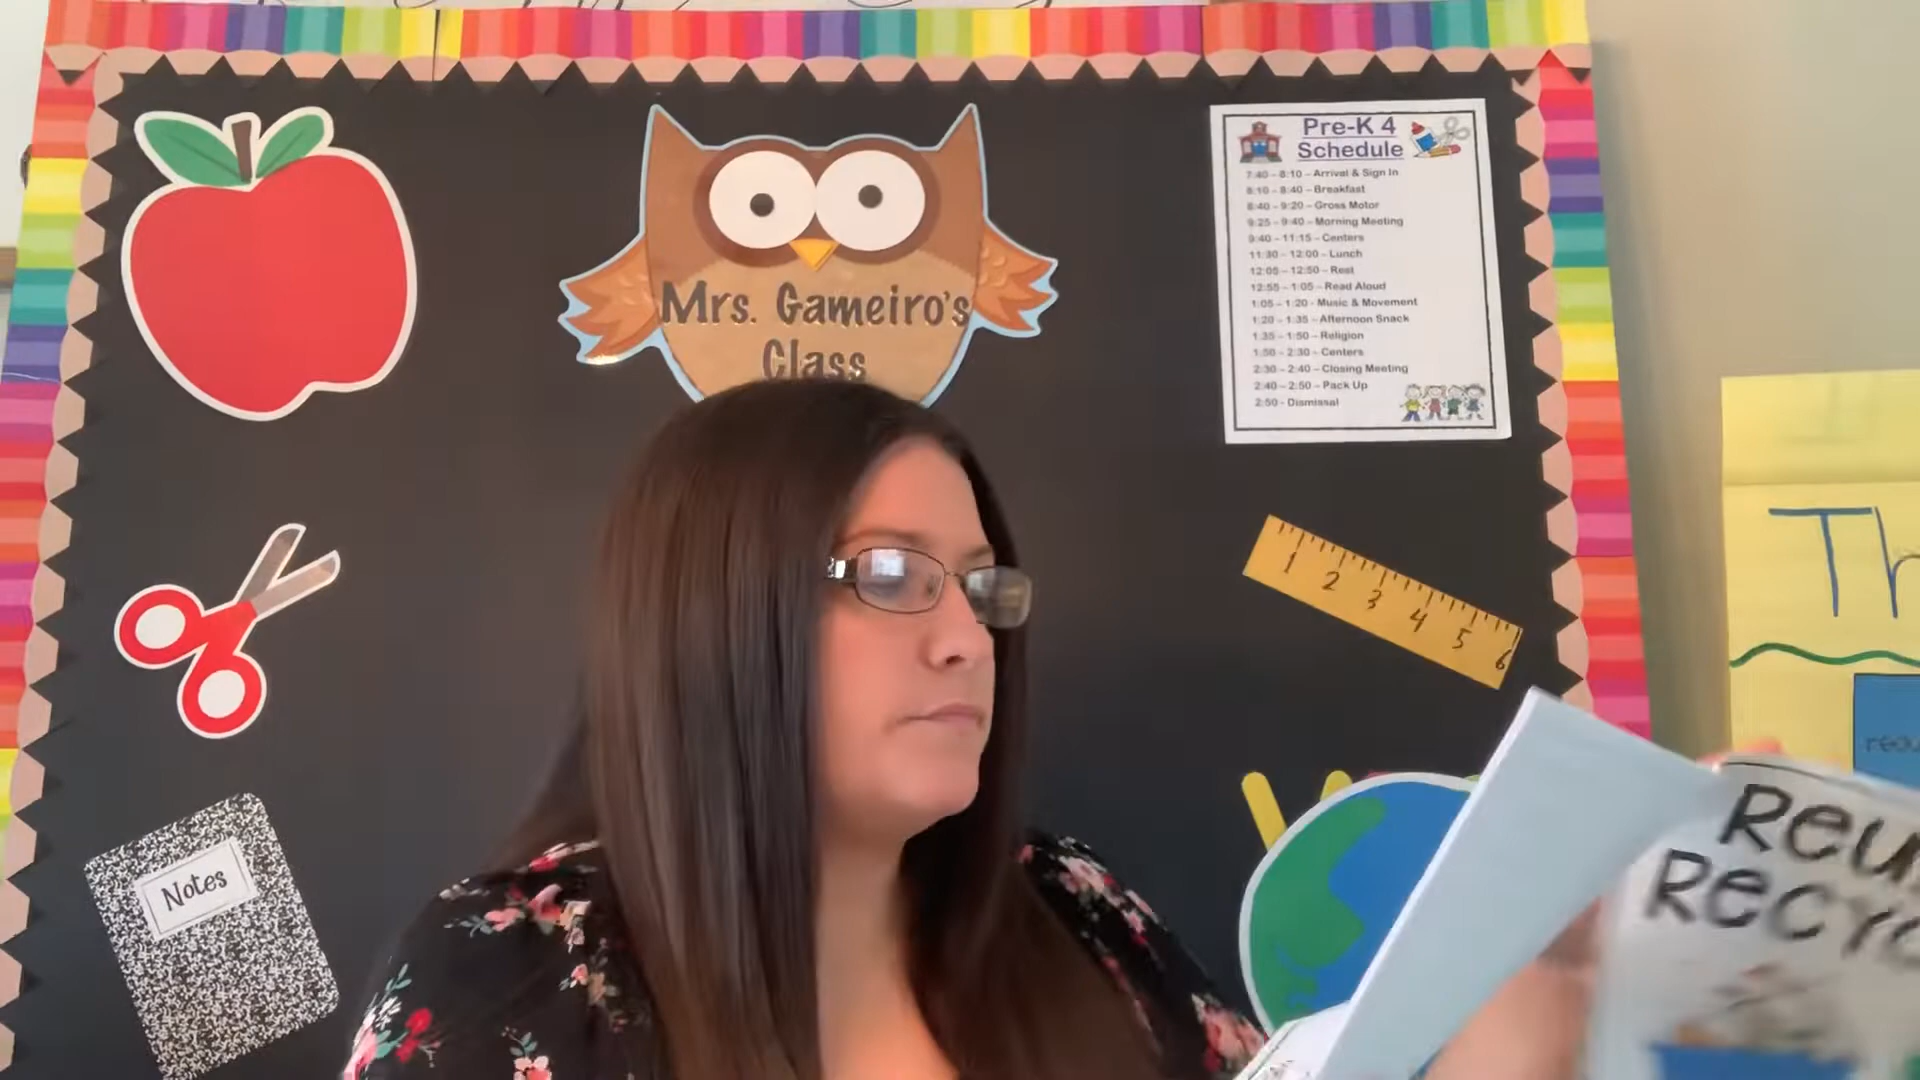 Mrs. Gameiro's
Class
Pre-K 4
Schedule
7:40 – 8:10 – Arrival & Sign In
8:10 – 8:40 – Breakfast
8:40 – 9:20 – Gross Motor
9:25 – 9:40 – Morning Meeting
9:40 – 11:15 – Centers
11:30 – 12:00 – Lunch
12:05 – 12:50 – Rest
12:55 – 1:05 – Read Aloud
1:05 – 1:20 - Music & Movement
1:20 – 1:35 – Afternoon Snack
1:35 – 1:50 – Religion
1:50 – 2:30 – Centers
2:30 – 2:40 – Closing Meeting
2:40 – 2:50 – Pack Up
2:50 - Dismissal
1 2 3 4 5 6
Th
Notes
Reu
Recyc